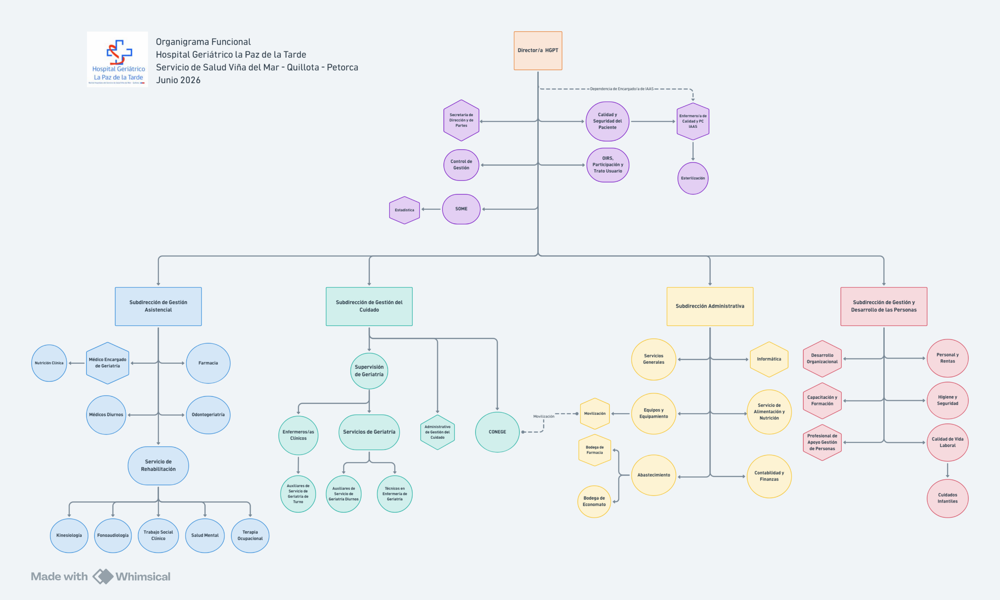 Hospital Geriátrico
La Paz de la Tarde
Organigrama Funcional
Hospital Geriátrico la Paz de la Tarde
Servicio de Salud Viña del Mar - Quillota - Petorca
Junio 2026
Director/a HGPT
Dependencia de Encargado/a de IAAS
Secretaría de
Dirección y de
Partes
Calidad y
Seguridad del
Paciente
Enfermero/a de
Calidad y PC
IAAS
Control de
Gestión
OIRS,
Participación y
Trato Usuario
Esterilización
Estadística
SOME
Subdirección de Gestión
Asistencial
Subdirección de Gestión del
Cuidado
Subdirección Administrativa
Subdirección de Gestión y
Desarrollo de las Personas
Nutrición Clínica
Médico Encargado
de Geriatría
Farmacia
Médicos Diurnos
Odontogeriatría
Servicio de
Rehabilitación
Kinesiología
Fonoaudiología
Trabajo Social
Clínico
Salud Mental
Terapia
Ocupacional
Supervisión
de Geriatría
Enfermeros/as
Clínicos
Servicios de Geriatría
Administrativo
de Gestión del
Cuidado
CONEGE
Auxiliares de
Servicio de
Geriatría de
Turno
Auxiliares de
Servicio de
Geriatría Diurnos
Técnicos en
Enfermería de
Geriatría
Servicios
Generales
Informática
Movilización
Movilización
Equipos y
Equipamiento
Servicio de
Alimentación y
Nutrición
Bodega de
Farmacia
Abastecimiento
Contabilidad y
Finanzas
Bodega de
Economato
Desarrollo
Organizacional
Personal y
Rentas
Capacitación y
Formación
Higiene y
Seguridad
Profesional de
Apoyo Gestión
de Personas
Calidad de Vida
Laboral
Cuidados
Infantiles
Made with Whimsical